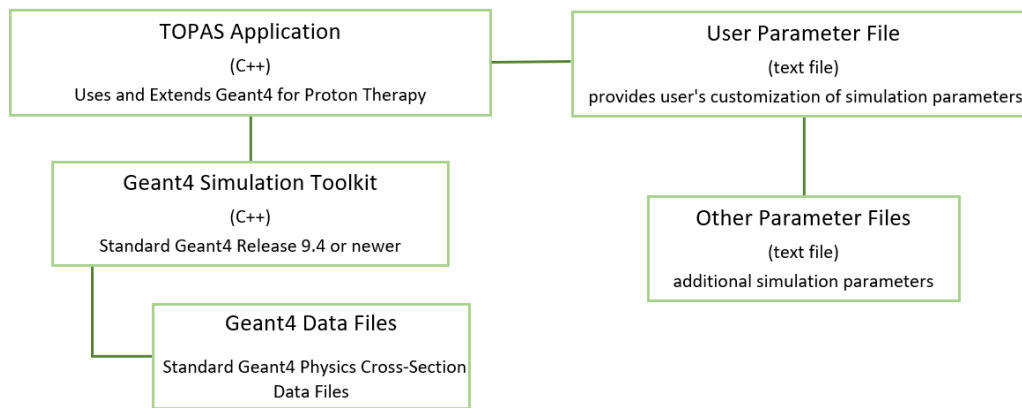 TOPAS Application
(C++)
Uses and Extends Geant4 for Proton Therapy
User Parameter File
(text file)
provides user's customization of simulation parameters
Geant4 Simulation Toolkit
(C++)
Standard Geant4 Release 9.4 or newer
Other Parameter Files
(text file)
additional simulation parameters
Geant4 Data Files
Standard Geant4 Physics Cross-Section
Data Files